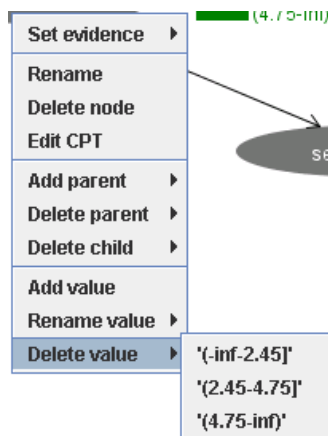 (4.75-inf)
Set evidence
Rename
Delete node
Edit CPT
se
Add parent
Delete parent
Delete child
Add value
Rename value
Delete value
'(-inf-2.45]'
'(2.45-4.75]'
'(4.75-inf)'